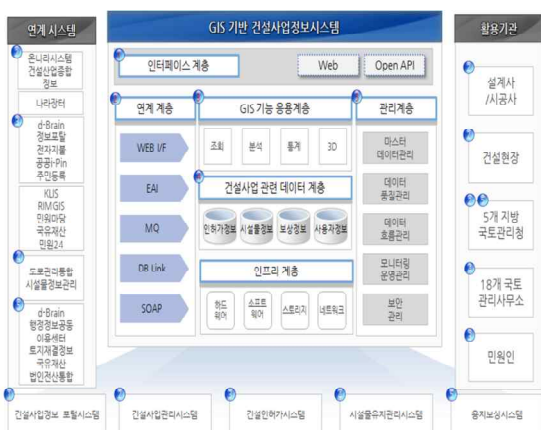 연계 시스템
온나라시스템
건설산업종합
정보
나라장터
d-Brain
정보포탈
전자지불
공공i-Pin
주민등록
KLIS
RIMGIS
민원마당
국유재산
민원24
도로관리통합
시설물정보관리
d-Brain
행정정보공동
이용센터
토지재결정보
국유재산
법인전산통합
GIS 기반 건설사업정보시스템
인터페이스 계층
Web
Open API
연계 계층
WEB I/F
EAI
MQ
DB Link
SOAP
GIS 기능 응용계층
조회
분석
통계
3D
건설사업 관련 데이터 계층
인허가정보
시설물정보
보상정보
사용자정보
인프리 계층
하드
웨어
소프트
웨어
스토리지
네트워크
관리계층
마스터
데이터관리
데이터
품질관리
데이터
흐름관리
모니터링
운영관리
보안
관리
활용기관
설계사
/시공사
건설현장
5개 지방
국토관리청
18개 국토
관리사무소
민원인
건설사업정보 포털시스템
건설사업관리시스템
건설인허가시스템
시설물유지관리시스템
용지보상시스템